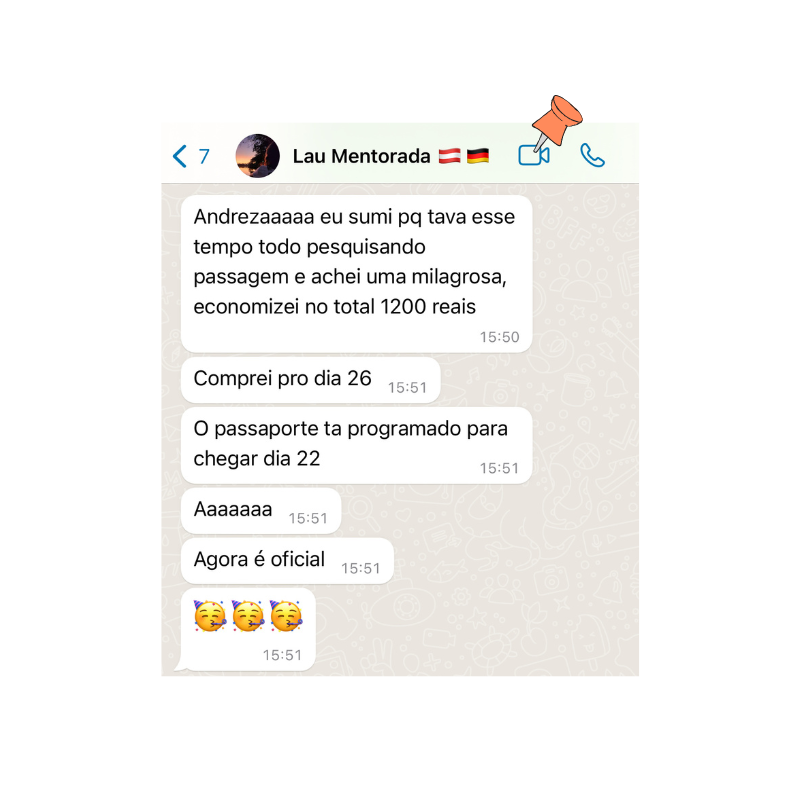 7 Lau Mentorada 🇦🇹 🇩🇪
Andrezaaaaa eu sumi pq tava esse
tempo todo pesquisando
passagem e achei uma milagrosa,
economizei no total 1200 reais
15:50
Comprei pro dia 26 15:51
O passaporte ta programado para
chegar dia 22 15:51
Aaaaaaa 15:51
Agora é oficial 15:51
🥳🥳🥳
15:51